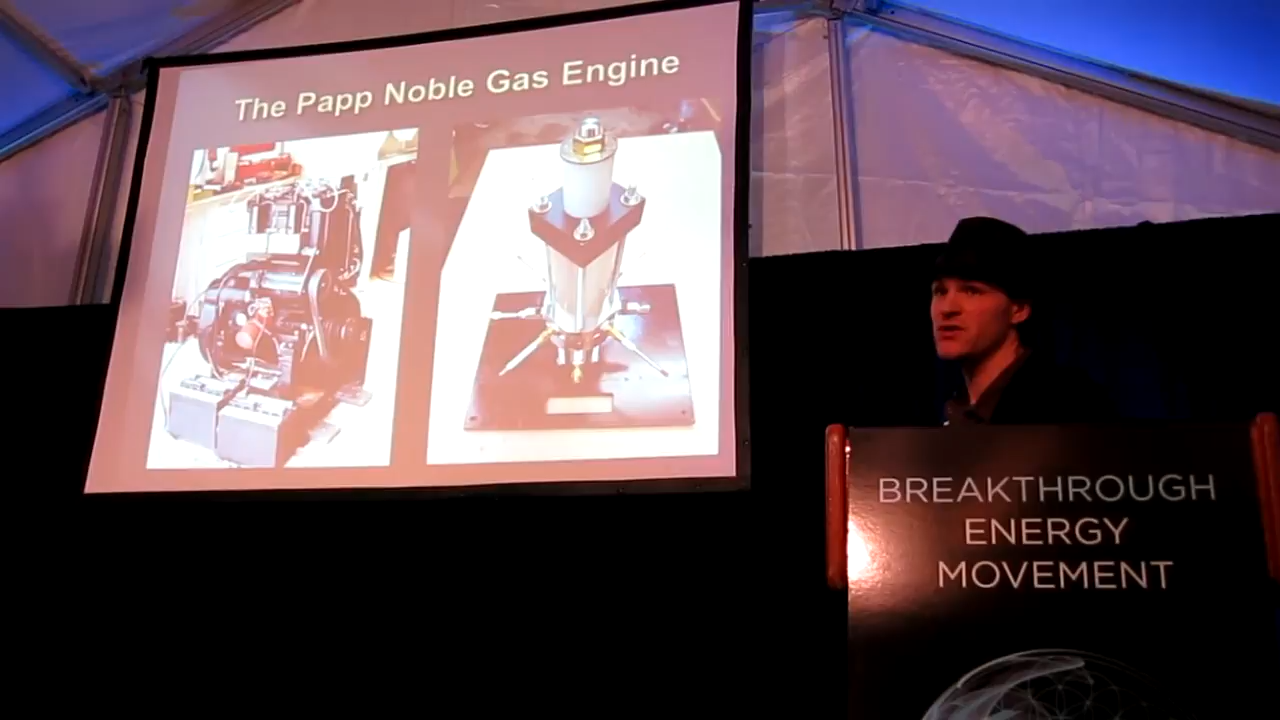 The Papp Noble Gas Engine
BREAKTHROUGH
ENERGY
MOVEMENT